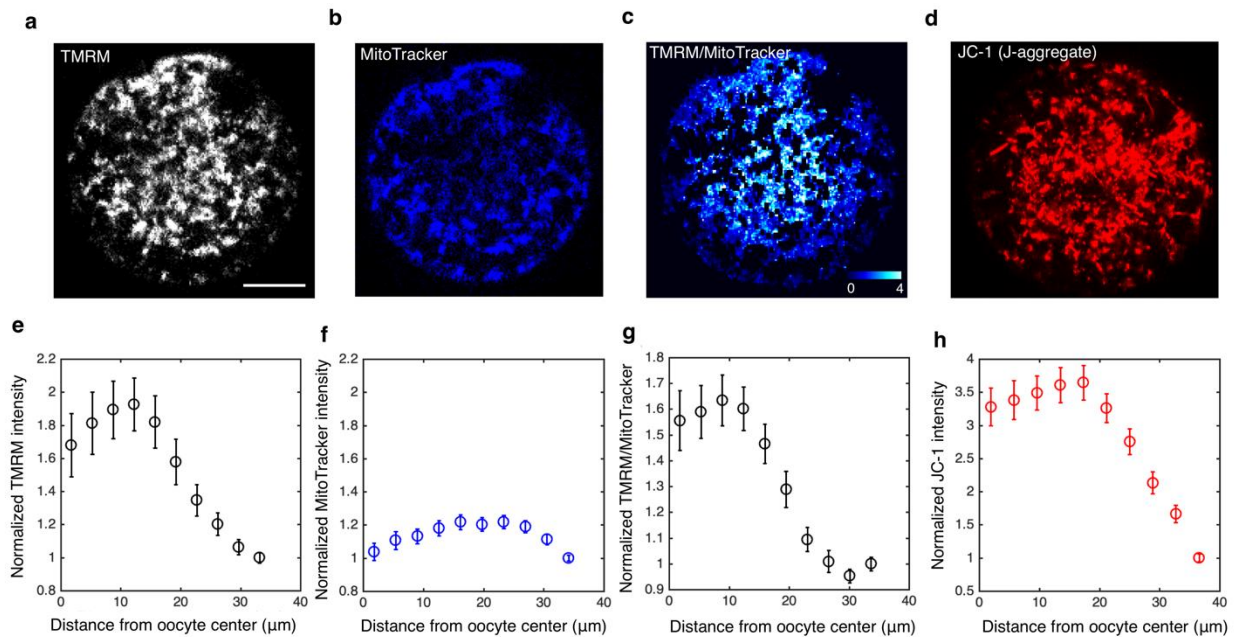 a
b
c
d
TMRM
MitoTracker
TMRM/MitoTracker
JC-1 (J-aggregate)
0 4
e
f
g
h
Normalized TMRM intensity
2.2
2
1.8
1.6
1.4
1.2
1
0.8
0 10 20 30 40
Distance from oocyte center (μm)
Normalized MitoTracker intensity
2.2
2
1.8
1.6
1.4
1.2
1
0.8
0 10 20 30 40
Distance from oocyte center (μm)
Normalized TMRM/MitoTracker
1.8
1.7
1.6
1.5
1.4
1.3
1.2
1.1
1
0.9
0 10 20 30 40
Distance from oocyte center (μm)
Normalized JC-1 intensity
4
3.5
3
2.5
2
1.5
1
0.5
0 10 20 30 40
Distance from oocyte center (μm)